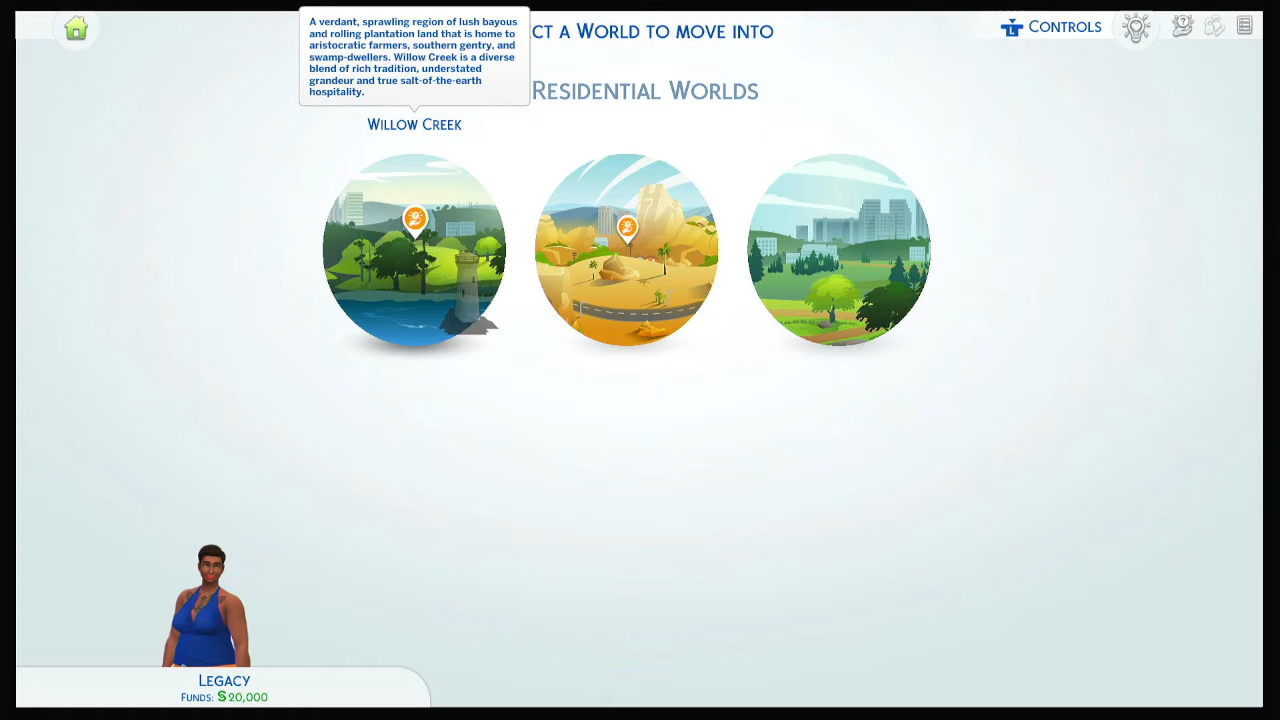 A verdant, sprawling region of lush bayous
and rolling plantation land that is home to
aristocratic farmers, southern gentry, and
swamp-dwellers. Willow Creek is a diverse
blend of rich tradition, understated
grandeur and true salt-of-the-earth
hospitality.
ECT A WORLD TO MOVE INTO
L CONTROLS
RESIDENTIAL WORLDS
WILLOW CREEK
LEGACY
FUNDS: §20,000